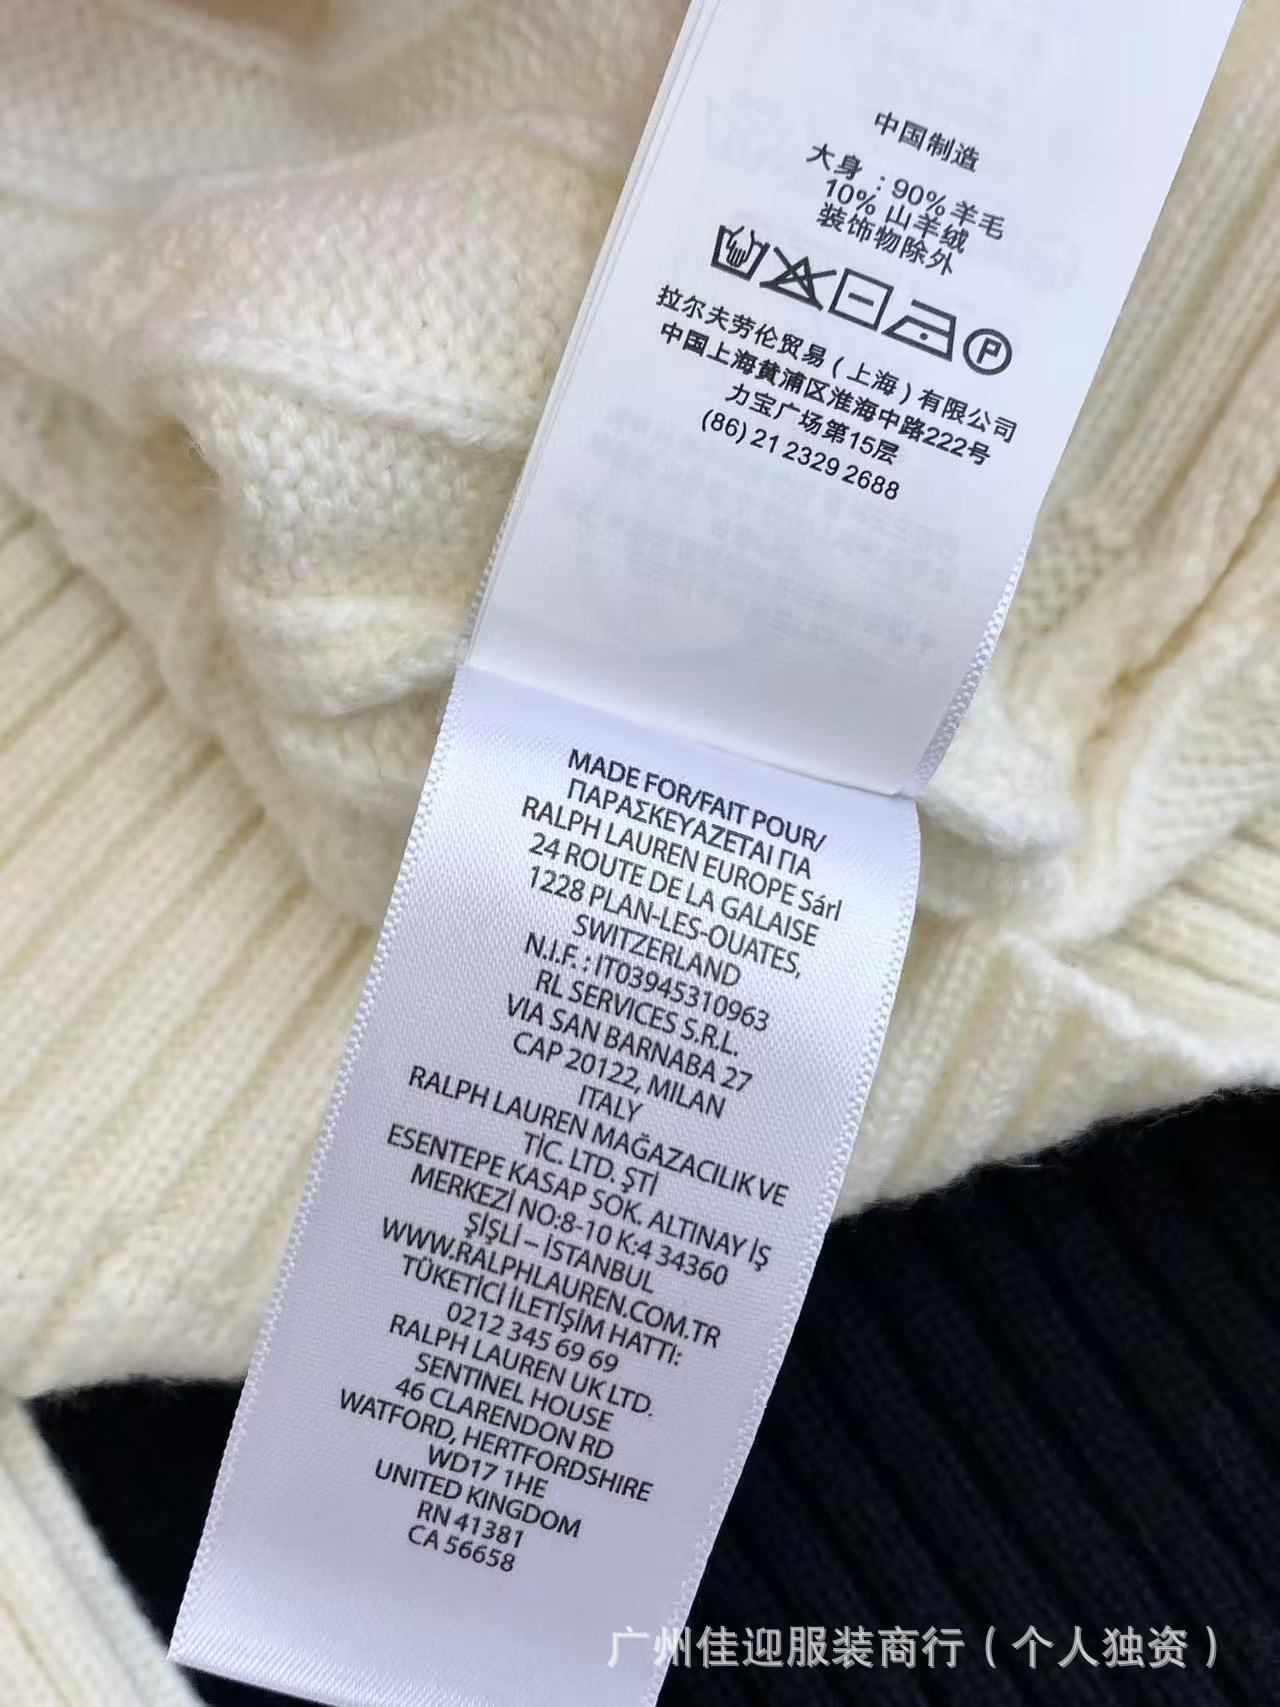 中国制造
大身：90% 羊毛
10% 山羊绒
装饰物除外
P
拉尔夫劳伦贸易（上海）有限公司
中国上海黄浦区淮海中路222号
力宝广场第15层
(86) 21 2329 2688
MADE FOR/FAIT POUR/
ΠΑΡΑΣΚΕΥΑΖΕΤΑΙ ΓΙΑ
RALPH LAUREN EUROPE Sárl
24 ROUTE DE LA GALAISE
1228 PLAN-LES-OUATES,
SWITZERLAND
N.I.F. : IT03945310963
RL SERVICES S.R.L.
VIA SAN BARNABA 27
CAP 20122, MILAN
ITALY
RALPH LAUREN MAĞAZACILIK VE
TİC. LTD. ŞTİ
ESENTEPE KASAP SOK. ALTINAY İŞ
MERKEZİ NO:8-10 K:4 34360
ŞİŞLİ – İSTANBUL
WWW.RALPHLAUREN.COM.TR
TÜKETİCİ İLETİŞİM HATTI:
0212 345 69 69
RALPH LAUREN UK LTD.
SENTINEL HOUSE
46 CLARENDON RD
WATFORD, HERTFORDSHIRE
WD17 1HE
UNITED KINGDOM
RN 41381
CA 56658
广州佳迎服装商行（个人独资）